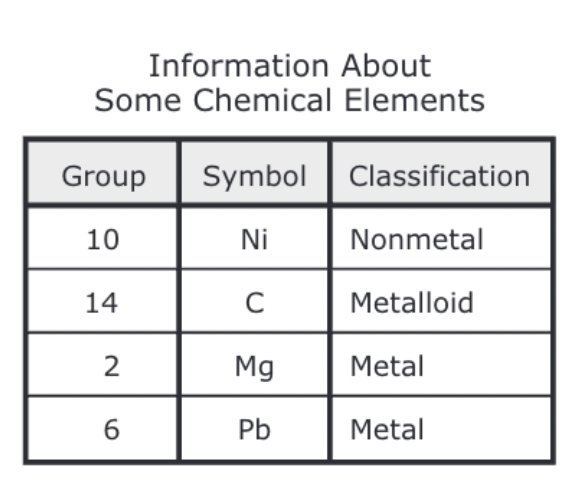 Information About
Some Chemical Elements
Group Symbol Classification
10 Ni Nonmetal
14 C Metalloid
2 Mg Metal
6 Pb Metal